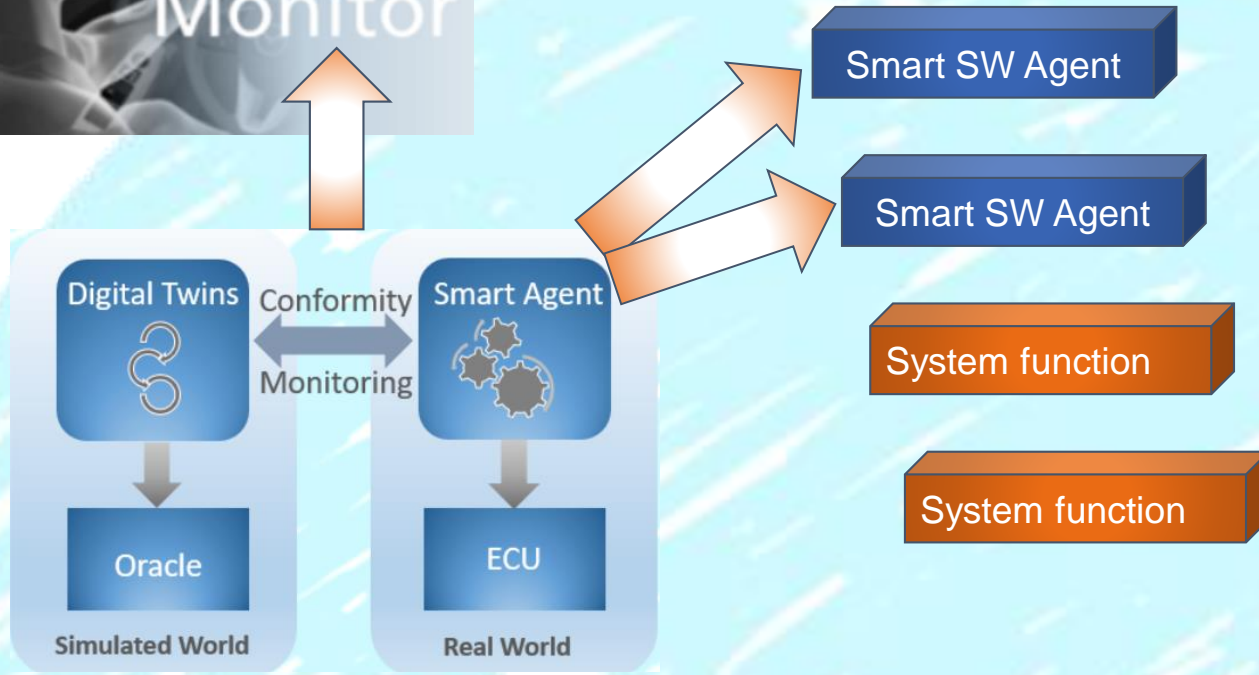 Monitor
Smart SW Agent
Smart SW Agent
Digital Twins
Conformity
Monitoring
Smart Agent
System function
System function
Oracle
ECU
Simulated World
Real World